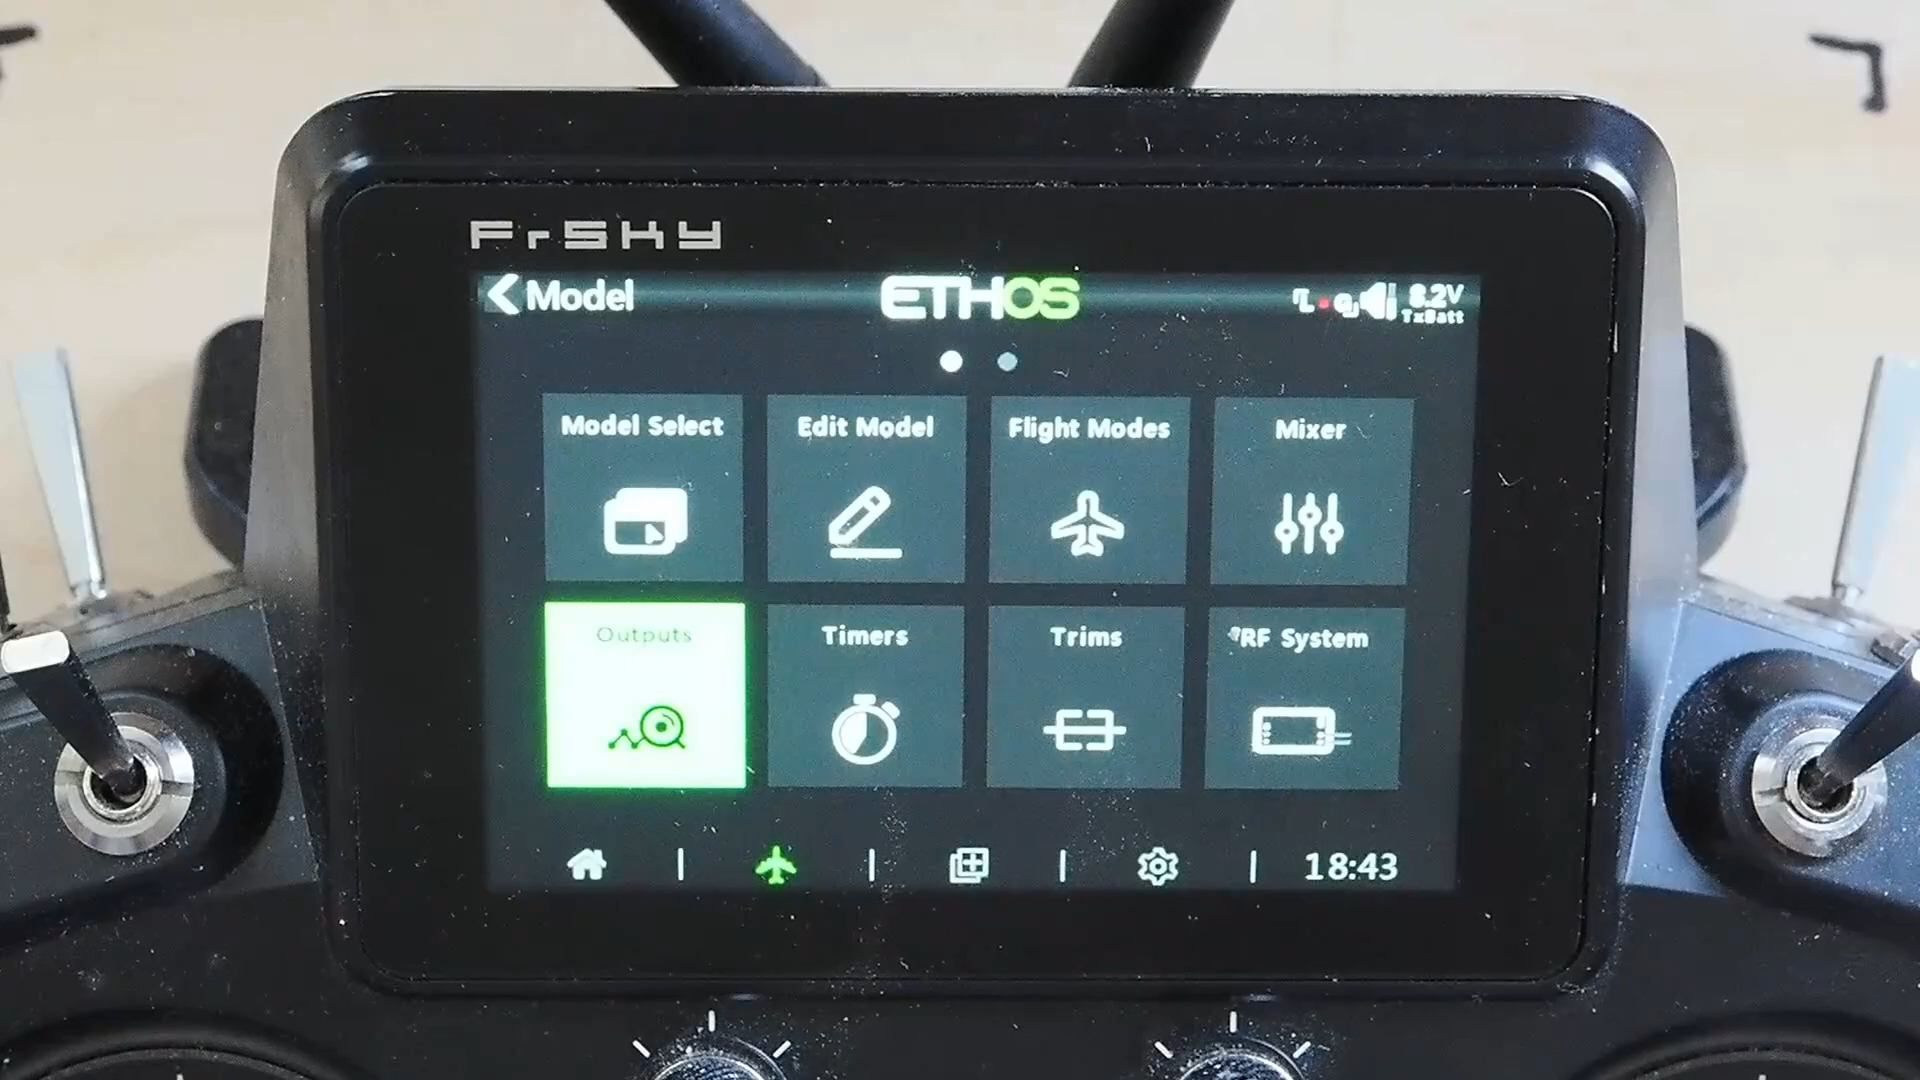 FrSKY
Model
ETHOS
8.2V
TxBatt
Model Select
Edit Model
Flight Modes
Mixer
Outputs
Timers
Trims
RF System
18:43